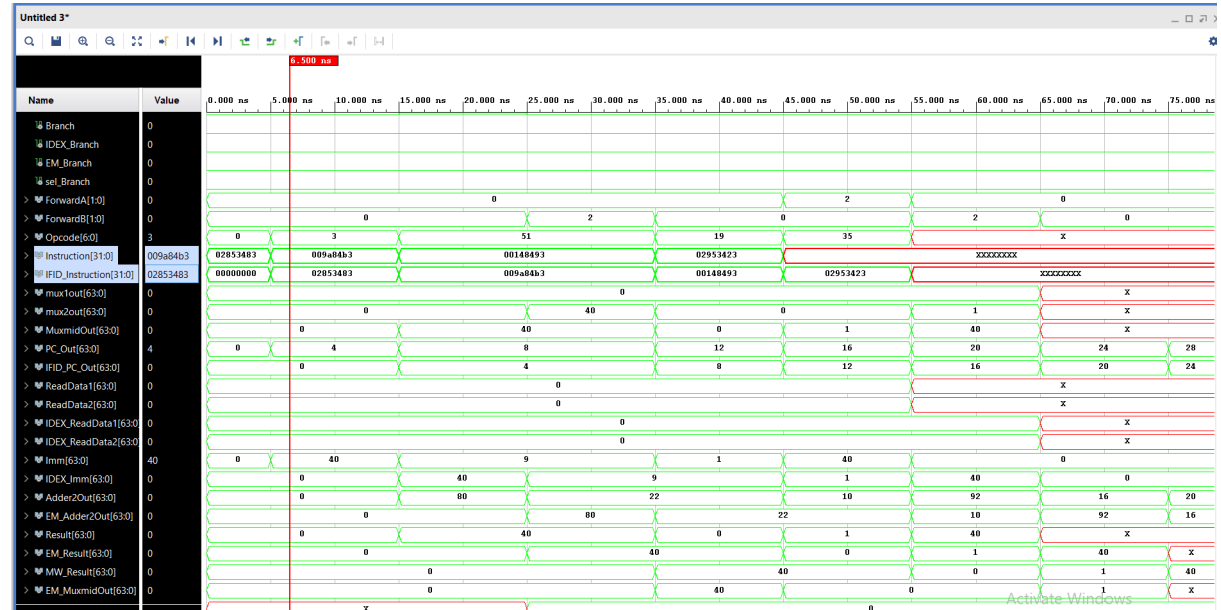 Untitled 3*
6.500 ns
Name Value 0.000 ns 5.000 ns 10.000 ns 15.000 ns 20.000 ns 25.000 ns 30.000 ns 35.000 ns 40.000 ns 45.000 ns 50.000 ns 55.000 ns 60.000 ns 65.000 ns 70.000 ns 75.000 ns
Branch 0
IDEX_Branch 0
EM_Branch 0
sel_Branch 0
ForwardA[1:0] 0 0 2 0
ForwardB[1:0] 0 0 2 0 2 0
Opcode[6:0] 3 0 3 51 19 35 X
Instruction[31:0] 009a84b3 02853483 009a84b3 00148493 02953423 XXXXXXXX
IFID_Instruction[31:0] 02853483 00000000 02853483 009a84b3 00148493 02953423 XXXXXXXX
mux1out[63:0] 0 0 X
mux2out[63:0] 0 0 40 0 1 X
MuxmidOut[63:0] 0 0 40 0 1 40 X
PC_Out[63:0] 4 0 4 8 12 16 20 24 28
IFID_PC_Out[63:0] 0 0 4 8 12 16 20 24
ReadData1[63:0] 0 0 X
ReadData2[63:0] 0 0 X
IDEX_ReadData1[63:0] 0 0 X
IDEX_ReadData2[63:0] 0 0 X
Imm[63:0] 40 0 40 9 1 40 0
IDEX_Imm[63:0] 0 0 40 9 1 40 0
Adder2Out[63:0] 0 0 80 22 10 92 16 20
EM_Adder2Out[63:0] 0 0 80 22 10 92 16
Result[63:0] 0 0 40 0 1 40 X
EM_Result[63:0] 0 0 40 0 1 40 X
MW_Result[63:0] 0 0 40 0 1 40
EM_MuxmidOut[63:0] 0 0 40 0 1 X
X 0
Activate Windows